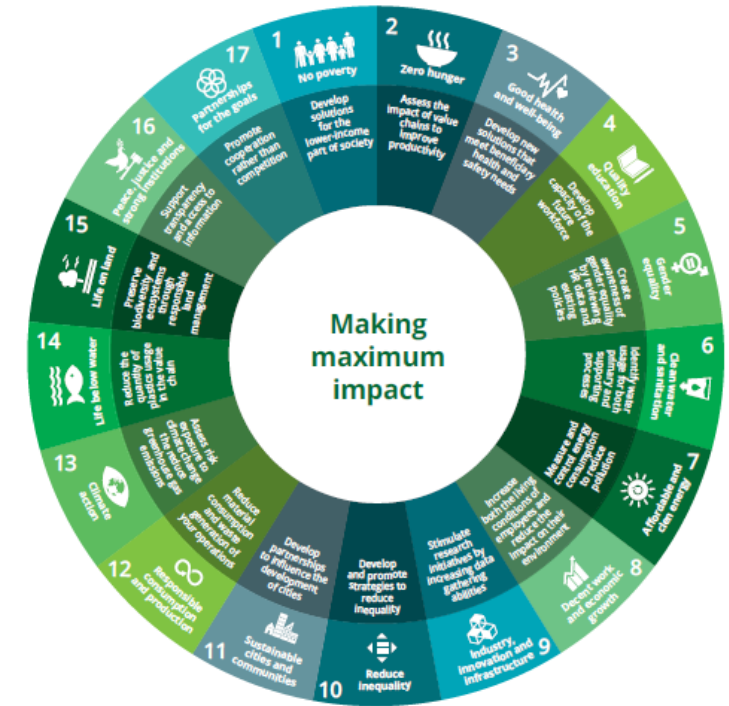 Making
maximum
impact
1
No poverty
Develop
solutions
for the
lower-income
part of society
2
Zero hunger
Assess the
impact of value
chains to
improve
productivity
3
Good health
and well-being
Develop new
solutions that
meet beneficiary
health and
safety needs
4
Quality
education
Develop
capacity of the
future
workforce
5
Gender
equality
Create
awareness of
gender equality
by reviewing
HR data and
existing
policies
6
Clean water
and sanitation
Identify water
usage for both
primary and
supporting
processes
7
Affordable and
clen energy
Measure and
control energy
consumption
to reduce
pollution
8
Decent work
and economic
growth
Increase
both the living
conditions of
employees and
reduce the
impact on their
environment
9
Industry,
innovation and
infrastructure
Stimulate
research
initiatives by
increasing data
gathering
abilities
10
Reduce
inequality
Develop
and promote
strategies to
reduce
inequality
11
Sustainable
cities and
communities
Develop
partnerships
to influence the
development
of cities
12
Responsible
consumption
and production
Reduce
material
consumption
and waste
generation of
your operations
13
Climate
action
Assess risk
exposure to
climate change
the reduce
greenhouse gas
emissions
14
Life below water
Reduce the
quantity of
plastics usage
in the value
chain
15
Life on land
Preserve
biodiversity and
ecosystems
through
responsible
land
management
16
Peace, justice and
strong institutions
Support
transparency
and access to
information
17
Partnerships
for the goals
Promote
cooperation
rather than
competition